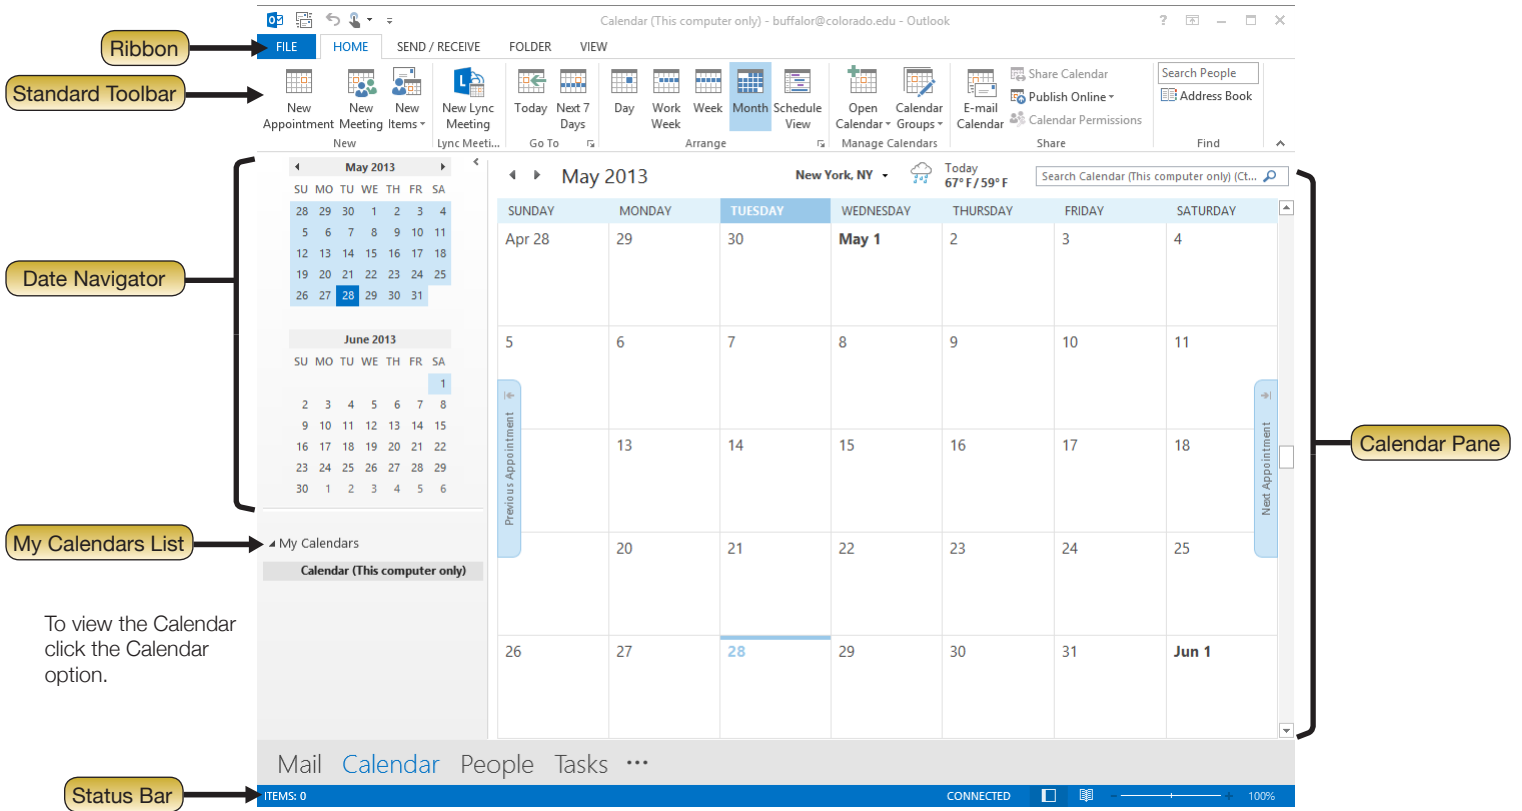 Calendar (This computer only) - buffalor@colorado.edu - Outlook
Ribbon
FILE HOME SEND / RECEIVE FOLDER VIEW
Standard Toolbar
New Appointment
New Meeting
New Items
New
New Lync Meeting
Lync Meeti...
Today
Next 7 Days
Go To
Day
Work Week
Week
Month
Schedule View
Arrange
Open Calendar
Calendar Groups
Manage Calendars
E-mail Calendar
Share Calendar
Publish Online
Calendar Permissions
Share
Search People
Address Book
Find
Date Navigator
May 2013
SU MO TU WE TH FR SA
28 29 30 1 2 3 4
5 6 7 8 9 10 11
12 13 14 15 16 17 18
19 20 21 22 23 24 25
26 27 28 29 30 31
June 2013
SU MO TU WE TH FR SA
1
2 3 4 5 6 7 8
9 10 11 12 13 14 15
16 17 18 19 20 21 22
23 24 25 26 27 28 29
30 1 2 3 4 5 6
My Calendars List
My Calendars
Calendar (This computer only)
To view the Calendar
click the Calendar
option.
May 2013
New York, NY
Today
67° F / 59° F
Search Calendar (This computer only) (Ct...
SUNDAY MONDAY TUESDAY WEDNESDAY THURSDAY FRIDAY SATURDAY
Apr 28 29 30 May 1 2 3 4
5 6 7 8 9 10 11
13 14 15 16 17 18
20 21 22 23 24 25
26 27 28 29 30 31 Jun 1
Previous Appointment
Next Appointment
Calendar Pane
Mail Calendar People Tasks •••
Status Bar
ITEMS: 0
CONNECTED
100%